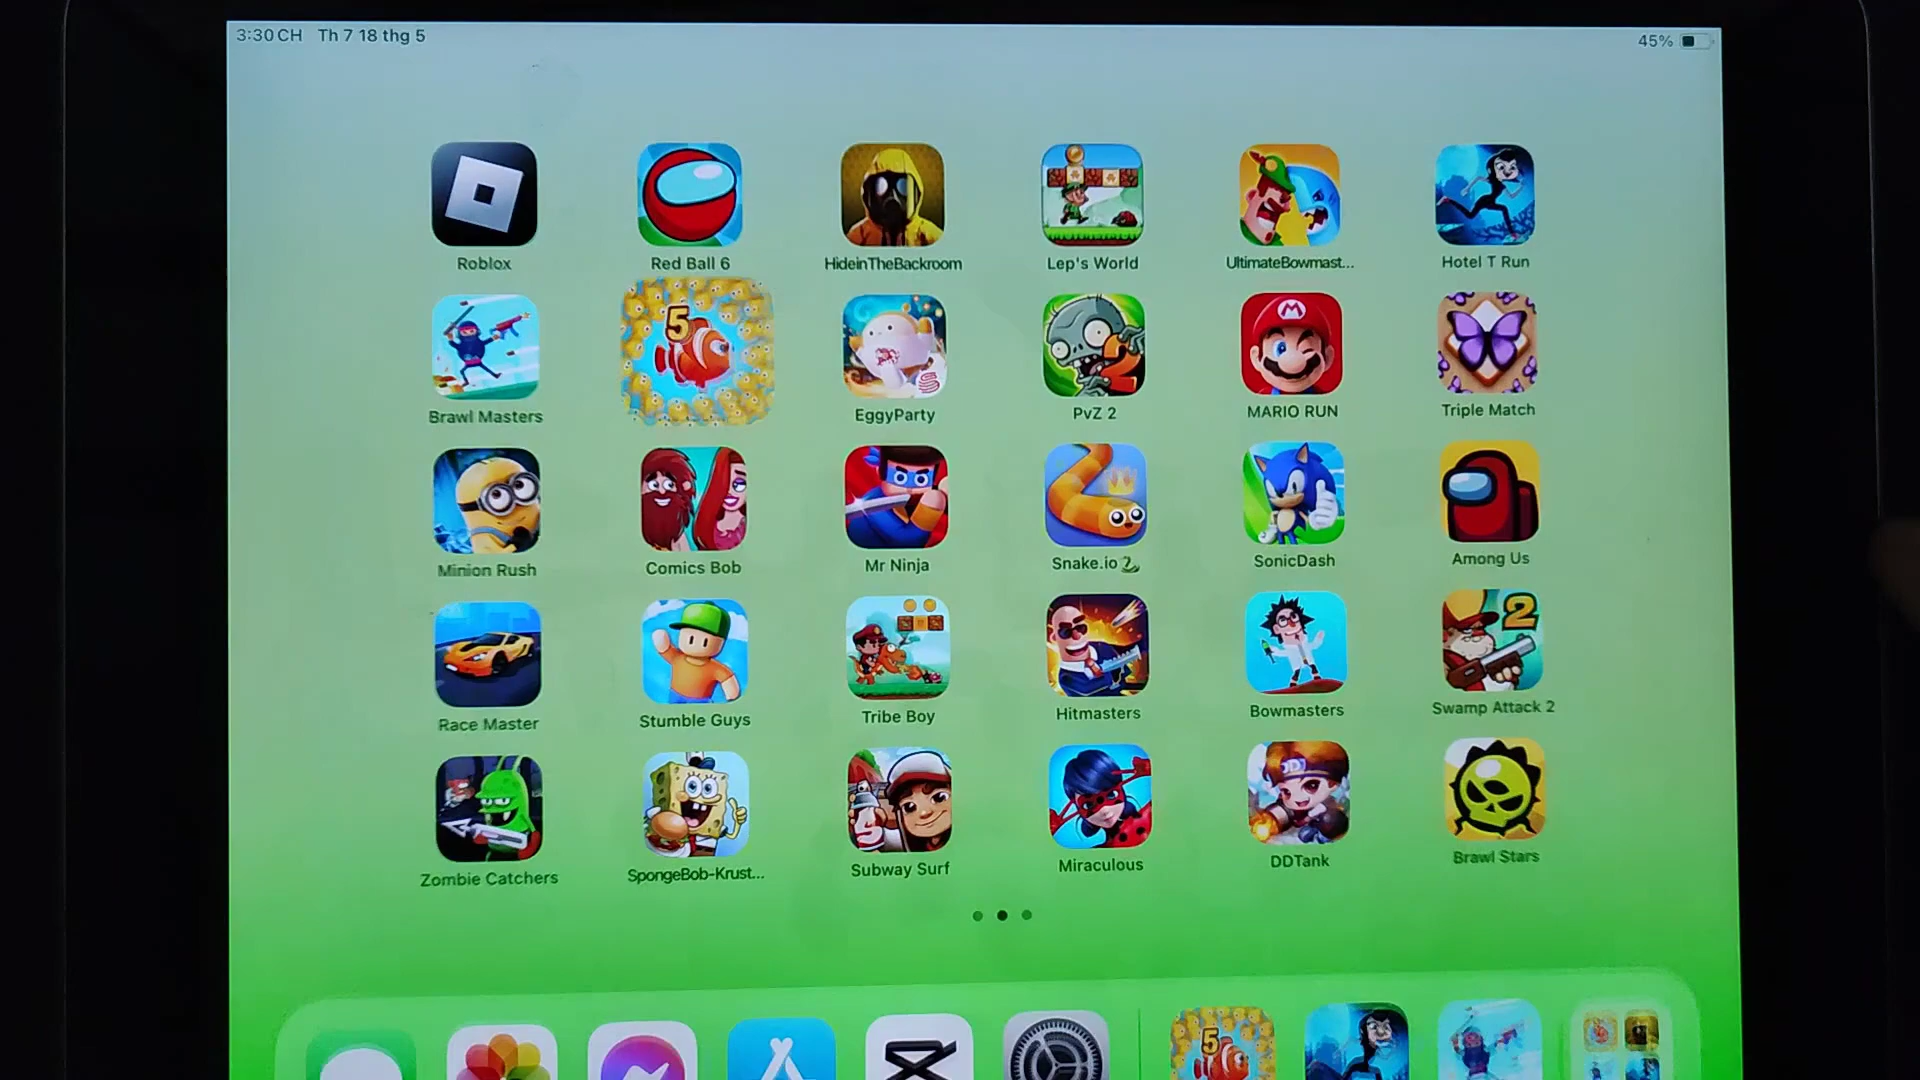 3:30 CH Th 7 18 thg 5
45%
Roblox
Red Ball 6
HideinTheBackroom
Lep's World
UltimateBowmast...
Hotel T Run
Brawl Masters
5
EggyParty
PvZ 2
MARIO RUN
Triple Match
Minion Rush
Comics Bob
Mr Ninja
Snake.io
SonicDash
Among Us
Race Master
Stumble Guys
Tribe Boy
Hitmasters
Bowmasters
2
Swamp Attack 2
Zombie Catchers
SpongeBob-Krust...
Subway Surf
Miraculous
DDTank
Brawl Stars
5